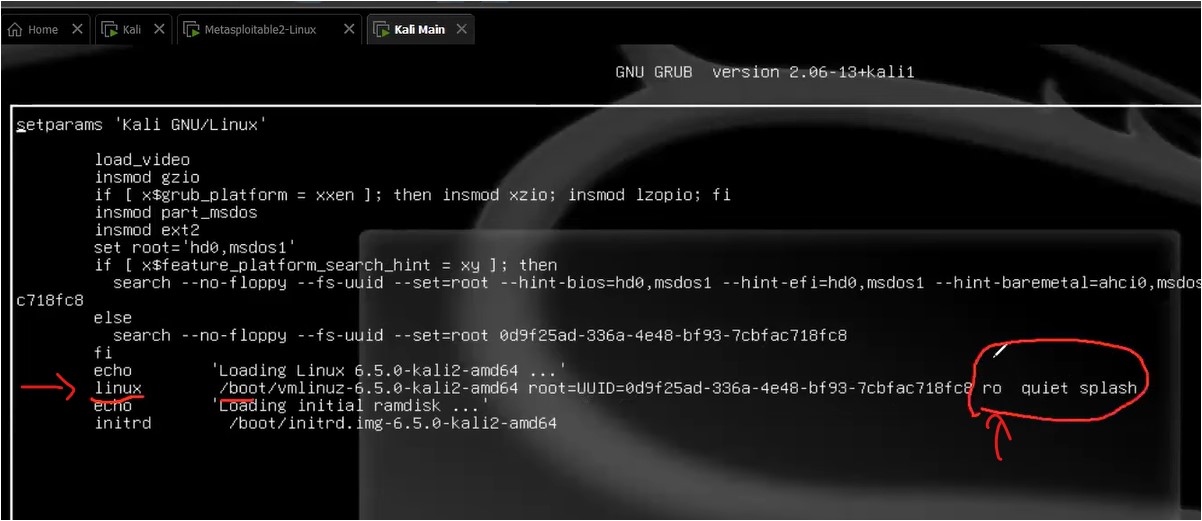 Home Kali Metasploitable2-Linux Kali Main
GNU GRUB version 2.06-13+kali1
setparams 'Kali GNU/Linux'
load_video
insmod gzio
if [ x$grub_platform = xxen ]; then insmod xzio; insmod lzopio; fi
insmod part_msdos
insmod ext2
set root='hd0,msdos1'
if [ x$feature_platform_search_hint = xy ]; then
search --no-floppy --fs-uuid --set=root --hint-bios=hd0,msdos1 --hint-efi=hd0,msdos1 --hint-baremetal=ahci0,msdos
c718fc8
else
search --no-floppy --fs-uuid --set=root 0d9f25ad-336a-4e48-bf93-7cbfac718fc8
fi
echo 'Loading Linux 6.5.0-kali2-amd64 ...'
linux /boot/vmlinuz-6.5.0-kali2-amd64 root=UUID=0d9f25ad-336a-4e48-bf93-7cbfac718fc8 ro quiet splash
echo 'Loading initial ramdisk ...'
initrd /boot/initrd.img-6.5.0-kali2-amd64